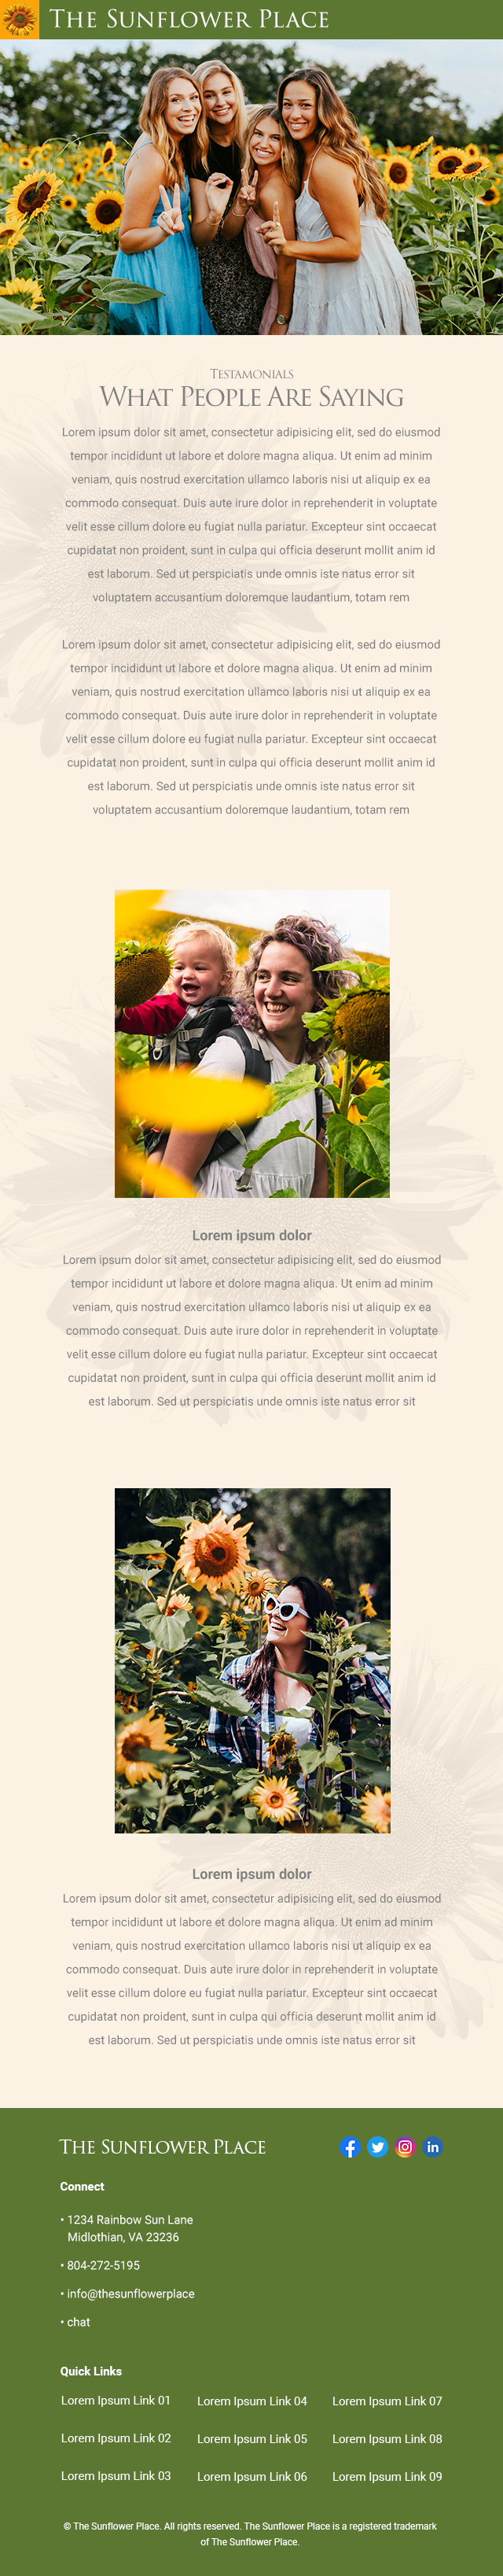 The Sunflower Place
Testamonials
What People Are Saying
Lorem ipsum dolor sit amet, consectetur adipisicing elit, sed do eiusmod
tempor incididunt ut labore et dolore magna aliqua. Ut enim ad minim
veniam, quis nostrud exercitation ullamco laboris nisi ut aliquip ex ea
commodo consequat. Duis aute irure dolor in reprehenderit in voluptate
velit esse cillum dolore eu fugiat nulla pariatur. Excepteur sint occaecat
cupidatat non proident, sunt in culpa qui officia deserunt mollit anim id
est laborum. Sed ut perspiciatis unde omnis iste natus error sit
voluptatem accusantium doloremque laudantium, totam rem
Lorem ipsum dolor sit amet, consectetur adipisicing elit, sed do eiusmod
tempor incididunt ut labore et dolore magna aliqua. Ut enim ad minim
veniam, quis nostrud exercitation ullamco laboris nisi ut aliquip ex ea
commodo consequat. Duis aute irure dolor in reprehenderit in voluptate
velit esse cillum dolore eu fugiat nulla pariatur. Excepteur sint occaecat
cupidatat non proident, sunt in culpa qui officia deserunt mollit anim id
est laborum. Sed ut perspiciatis unde omnis iste natus error sit
voluptatem accusantium doloremque laudantium, totam rem
Lorem ipsum dolor
Lorem ipsum dolor sit amet, consectetur adipisicing elit, sed do eiusmod
tempor incididunt ut labore et dolore magna aliqua. Ut enim ad minim
veniam, quis nostrud exercitation ullamco laboris nisi ut aliquip ex ea
commodo consequat. Duis aute irure dolor in reprehenderit in voluptate
velit esse cillum dolore eu fugiat nulla pariatur. Excepteur sint occaecat
cupidatat non proident, sunt in culpa qui officia deserunt mollit anim id
est laborum. Sed ut perspiciatis unde omnis iste natus error sit
Lorem ipsum dolor
Lorem ipsum dolor sit amet, consectetur adipisicing elit, sed do eiusmod
tempor incididunt ut labore et dolore magna aliqua. Ut enim ad minim
veniam, quis nostrud exercitation ullamco laboris nisi ut aliquip ex ea
commodo consequat. Duis aute irure dolor in reprehenderit in voluptate
velit esse cillum dolore eu fugiat nulla pariatur. Excepteur sint occaecat
cupidatat non proident, sunt in culpa qui officia deserunt mollit anim id
est laborum. Sed ut perspiciatis unde omnis iste natus error sit
The Sunflower Place
Connect
• 1234 Rainbow Sun Lane
Midlothian, VA 23236
• 804-272-5195
• info@thesunflowerplace
• chat
Quick Links
Lorem Ipsum Link 01 Lorem Ipsum Link 04 Lorem Ipsum Link 07
Lorem Ipsum Link 02 Lorem Ipsum Link 05 Lorem Ipsum Link 08
Lorem Ipsum Link 03 Lorem Ipsum Link 06 Lorem Ipsum Link 09
© The Sunflower Place. All rights reserved. The Sunflower Place is a registered trademark
of The Sunflower Place.